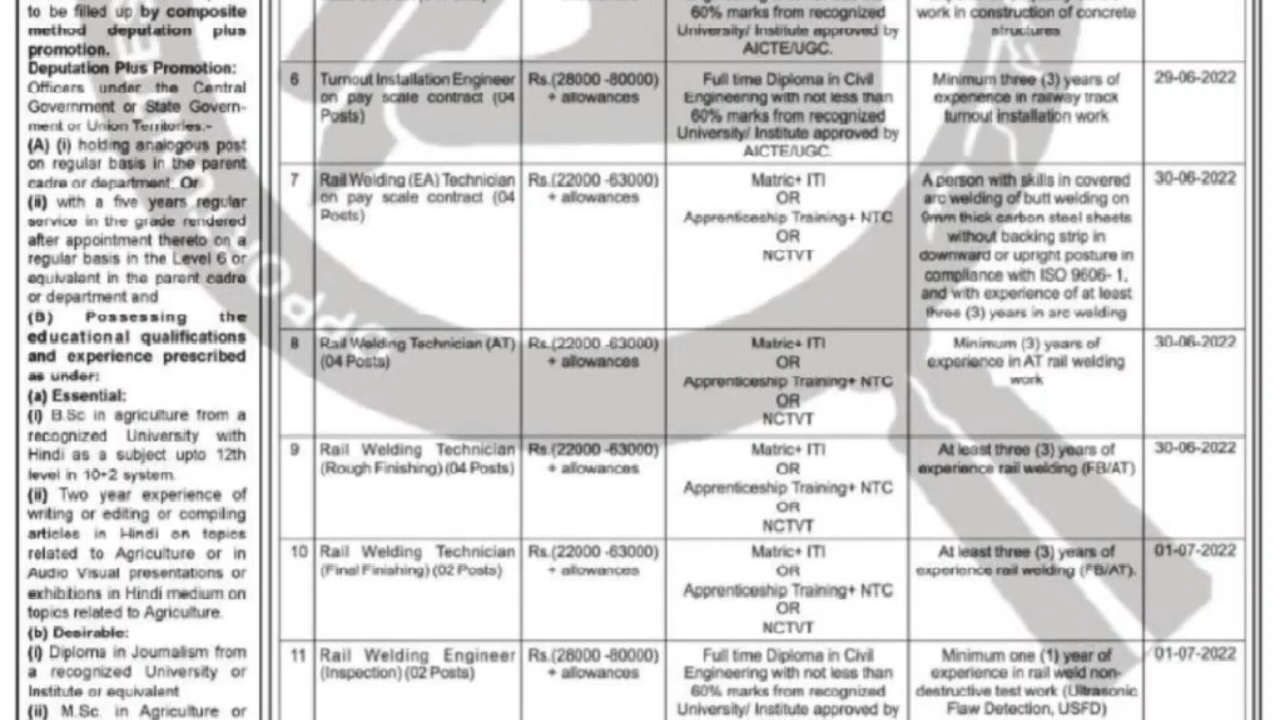 to be filled up by composite
method deputation plus
promotion.
Deputation Plus Promotion:
Officers under the Central
Government or State Govern-
ment or Union Territories.-
(A) (i) holding analogous post
on regular basis in the parent
cadre or department. Or
(ii) with a five years regular
service in the grade rendered
after appointment thereto on a
regular basis in the Level 6 or
equivalent in the parent cadre
or department and
(B) Possessing the
educational qualifications
and experience prescribed
as under:
(a) Essential:
(i) B.Sc in agriculture from a
recognized University with
Hindi as a subject upto 12th
level in 10+2 system.
(ii) Two year experience of
writing or editing or compiling
articles in Hindi on topics
related to Agriculture or in
Audio Visual presentations or
exhibitions in Hindi medium on
topics related to Agriculture.
(b) Desirable:
(i) Diploma in Journalism from
a recognized University or
Institute or equivalent
(ii) M.Sc. in Agriculture or
60% marks from recognized
University/ Institute approved by
AICTE/UGC.
work in construction of concrete
structures
6
Turnout Installation Engineer
on pay scale contract (04
Posts)
Rs.(28000 -80000)
+ allowances
Full time Diploma in Civil
Engineering with not less than
60% marks from recognized
University/ Institute approved by
AICTE/UGC.
Minimum three (3) years of
experience in railway track
turnout installation work
29-06-2022
7
Rail Welding (EA) Technician
on pay scale contract (04
Posts)
Rs.(22000 -63000)
+ allowances
Matric+ ITI
OR
Apprenticeship Training+ NTC
OR
NCTVT
A person with skills in covered
arc welding of butt welding on
9mm thick carbon steel sheets
without backing strip in
downward or upright posture in
compliance with ISO 9606- 1,
and with experience of at least
three (3) years in arc welding
30-06-2022
8
Rail Welding Technician (AT)
(04 Posts)
Rs.(22000 -63000)
+ allowances
Matric+ ITI
OR
Apprenticeship Training+ NTC
OR
NCTVT
Minimum (3) years of
experience in AT rail welding
work
30-06-2022
9
Rail Welding Technician
(Rough Finishing) (04 Posts)
Rs.(22000 -63000)
+ allowances
Matric+ ITI
OR
Apprenticeship Training+ NTC
OR
NCTVT
At least three (3) years of
experience rail welding (FB/AT)
30-06-2022
10
Rail Welding Technician
(Final Finishing) (02 Posts)
Rs.(22000 -63000)
+ allowances
Matric+ ITI
OR
Apprenticeship Training+ NTC
OR
NCTVT
At least three (3) years of
experience rail welding (FB/AT).
01-07-2022
11
Rail Welding Engineer
(Inspection) (02 Posts)
Rs.(28000 -80000)
+ allowances
Full time Diploma in Civil
Engineering with not less than
60% marks from recognized
University/ Institute approved by
Minimum one (1) year of
experience in rail weld non-
destructive test work (Ultrasonic
Flaw Detection, USFD)
01-07-2022